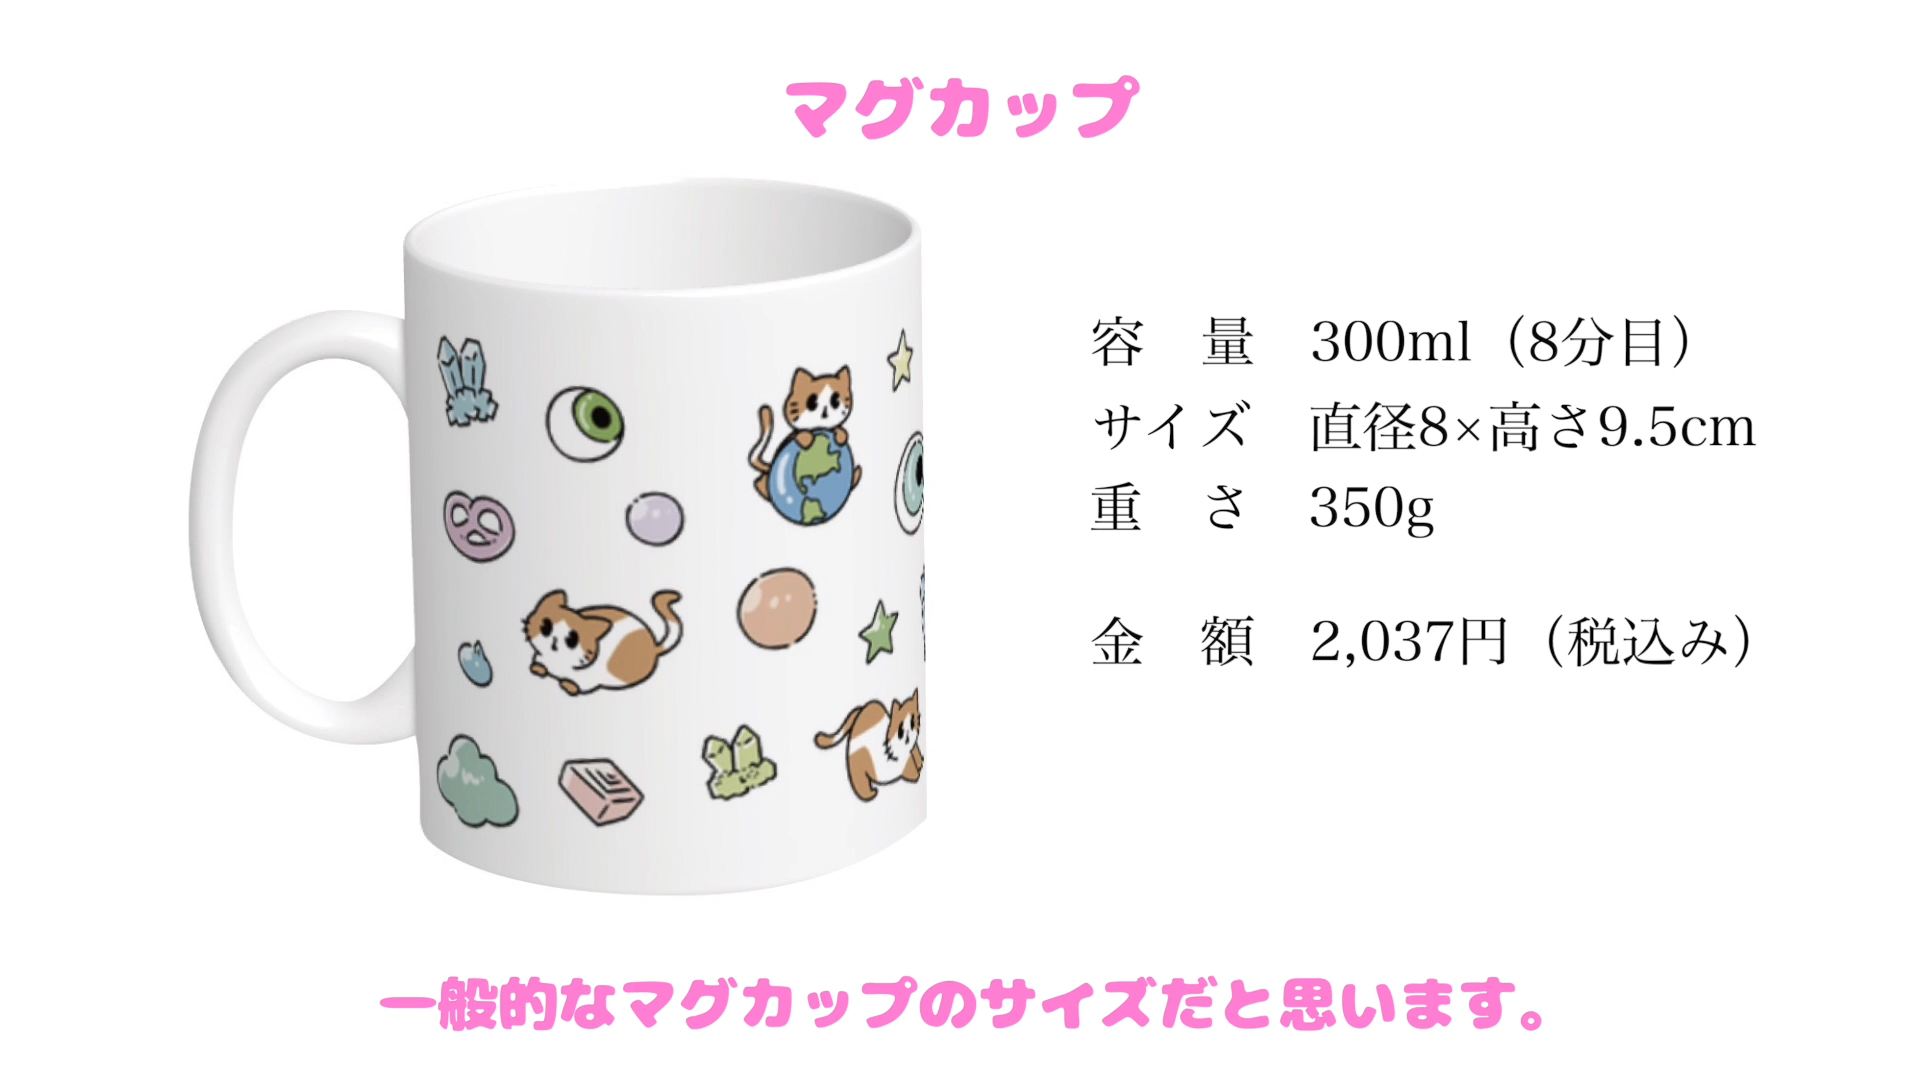 マグカップ
容　量　300ml（8分目）
サイズ　直径8×高さ9.5cm
重　さ　350g
金　額　2,037円（税込み）
一般的なマグカップのサイズだと思います。